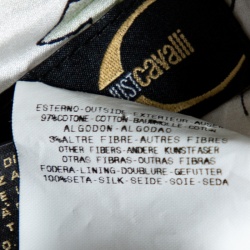 JUST cavalli
ESTERNO-OUTSIDE EXTERIEUR-AUSSEN
97%COTONE-COTTON-BAUMWOLLE COTON
ALGODON-ALGODAO
3%ALTRE FIBRE-AUTRES FIBRES
OTHER FIBERS-ANDERE KUNSTFASER
OTRAS FIBRAS-OUTRAS FIBRAS
FODERA-LINING-DOUBLURE-GEFUTTER
100%SETA-SILK-SEIDE-SOIE-SEDA